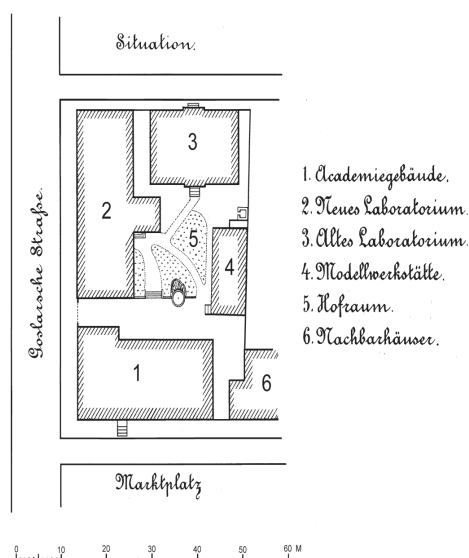 Situation.
3
2
5
4
1
6
Goslarsche Straße.
Marktplatz
1. Academiegebäude.
2. Neues Laboratorium.
3. Altes Laboratorium.
4. Modellwerkstätte.
5. Hofraum.
6. Nachbarhäuser.
0 10 20 30 40 50 60 M